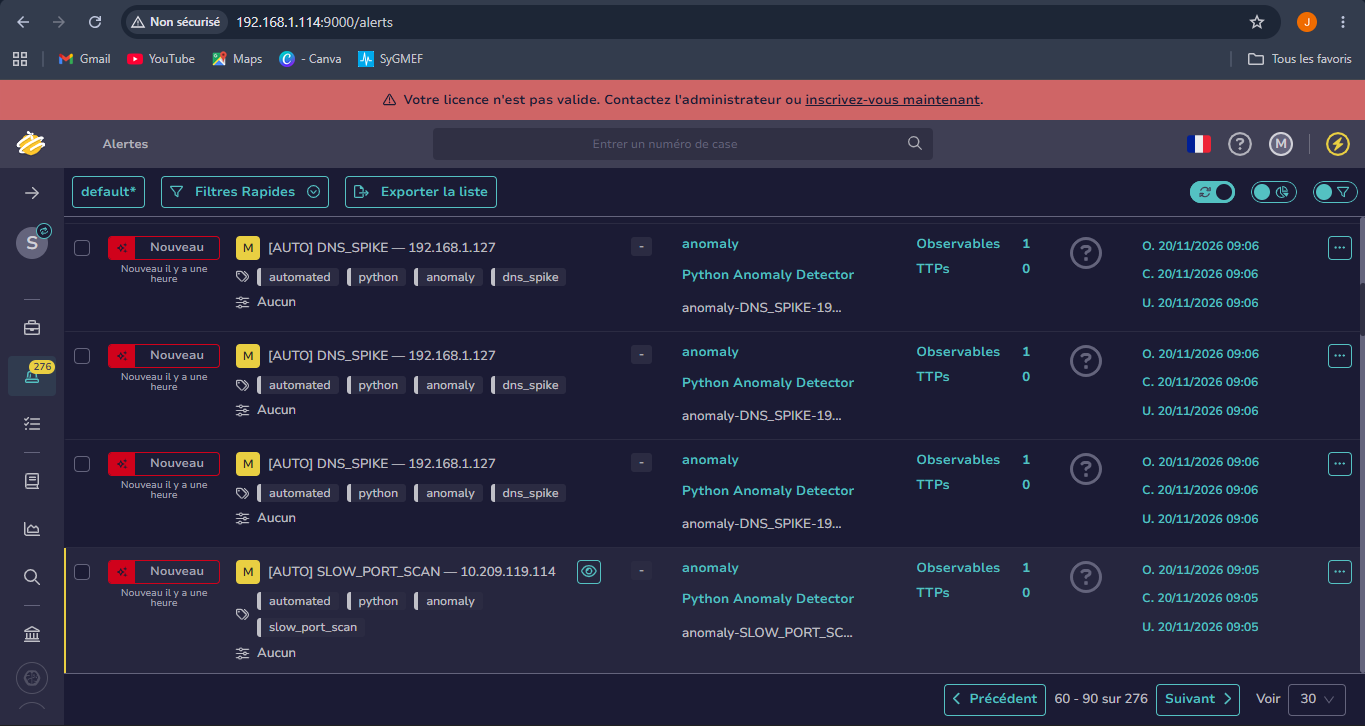 Non sécurisé 192.168.1.114:9000/alerts J
Gmail YouTube Maps - Canva SyGMEF Tous les favoris
Votre licence n'est pas valide. Contactez l'administrateur ou inscrivez-vous maintenant.
Alertes Entrer un numéro de case ? M
default* Filtres Rapides Exporter la liste
S
276
Nouveau M [AUTO] DNS_SPIKE — 192.168.1.127 - anomaly Observables 1 ? O. 20/11/2026 09:06
Nouveau il y a une heure automated python anomaly dns_spike Python Anomaly Detector TTPs 0 C. 20/11/2026 09:06
Aucun anomaly-DNS_SPIKE-19... U. 20/11/2026 09:06
Nouveau M [AUTO] DNS_SPIKE — 192.168.1.127 - anomaly Observables 1 ? O. 20/11/2026 09:06
Nouveau il y a une heure automated python anomaly dns_spike Python Anomaly Detector TTPs 0 C. 20/11/2026 09:06
Aucun anomaly-DNS_SPIKE-19... U. 20/11/2026 09:06
Nouveau M [AUTO] DNS_SPIKE — 192.168.1.127 - anomaly Observables 1 ? O. 20/11/2026 09:06
Nouveau il y a une heure automated python anomaly dns_spike Python Anomaly Detector TTPs 0 C. 20/11/2026 09:06
Aucun anomaly-DNS_SPIKE-19... U. 20/11/2026 09:06
Nouveau M [AUTO] SLOW_PORT_SCAN — 10.209.119.114 - anomaly Observables 1 ? O. 20/11/2026 09:05
Nouveau il y a une heure automated python anomaly Python Anomaly Detector TTPs 0 C. 20/11/2026 09:05
slow_port_scan anomaly-SLOW_PORT_SC... U. 20/11/2026 09:05
Aucun
Précédent 60 - 90 sur 276 Suivant Voir 30